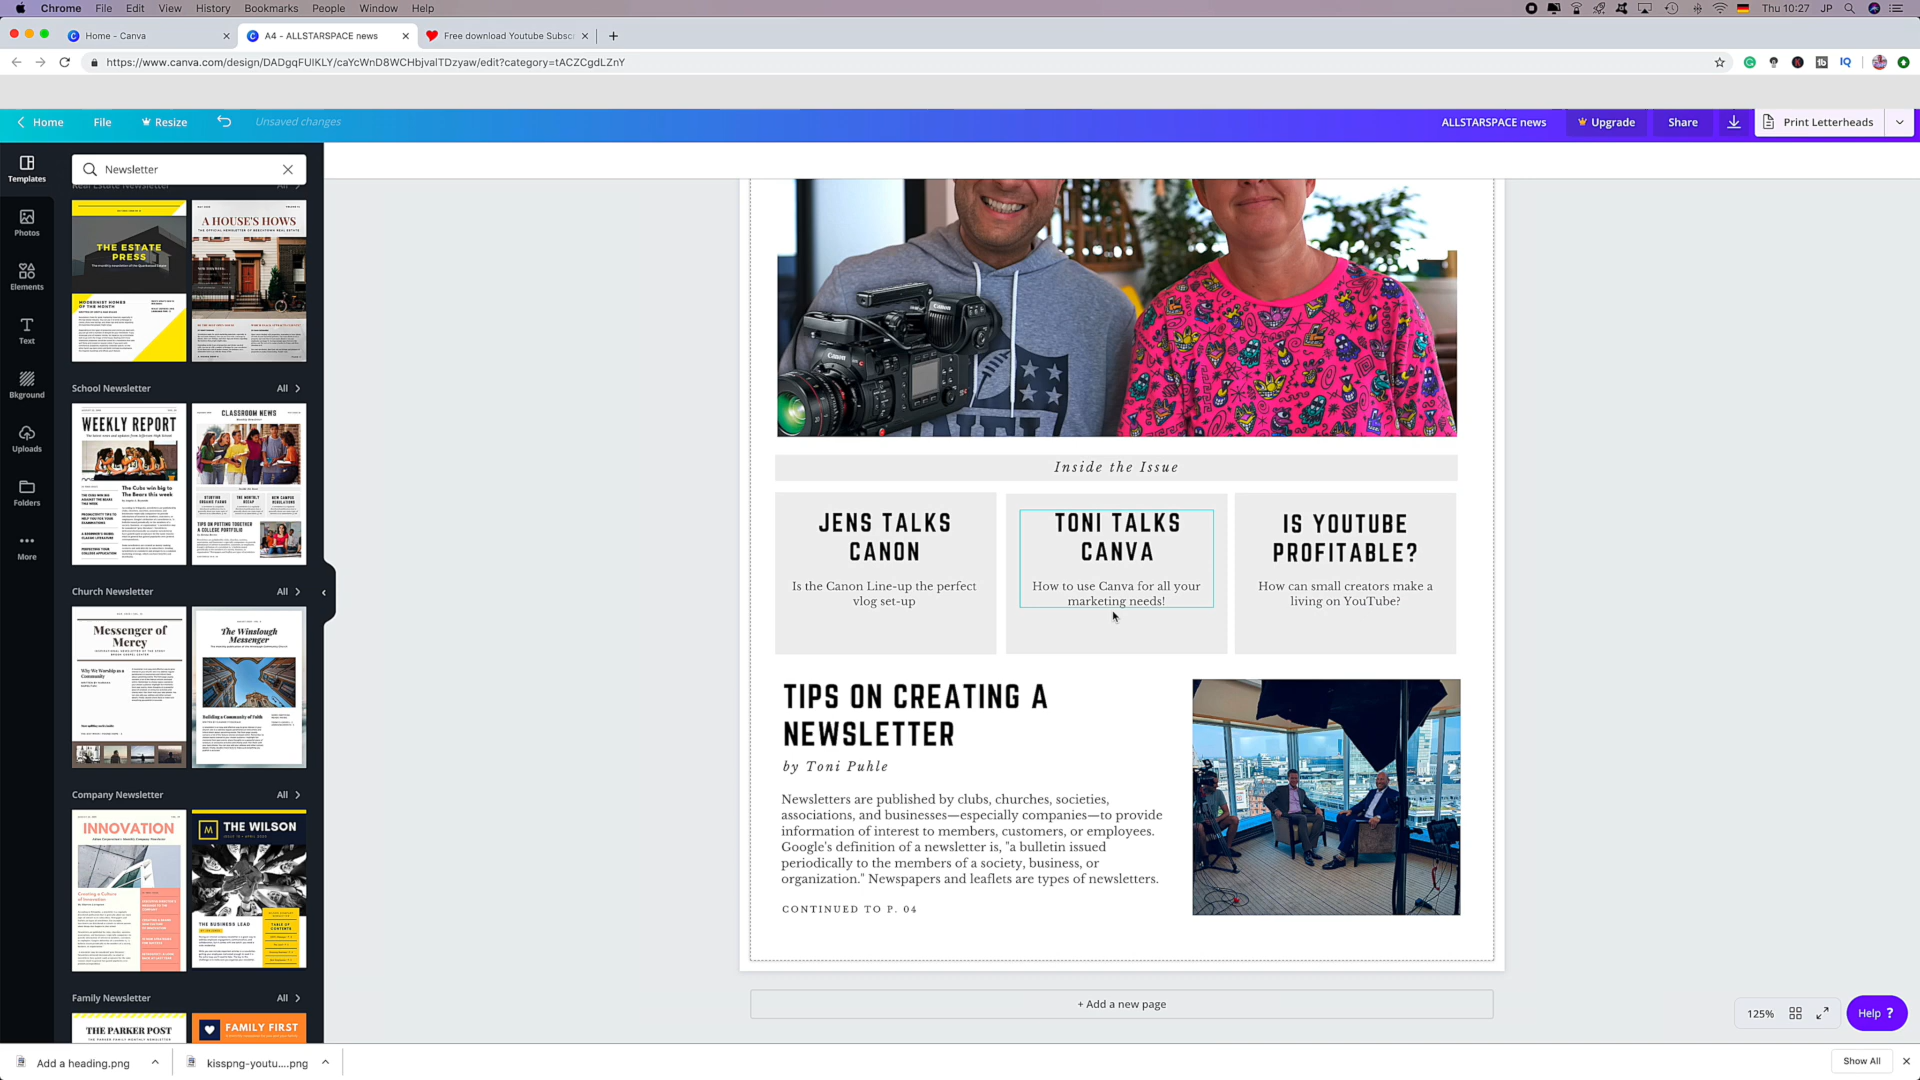 Chrome File Edit View History Bookmarks People Window Help
Thu 10:27 JP
Home - Canva
A4 - ALLSTARSPACE news
Free download Youtube Subsc
https://www.canva.com/design/DADgqFUIKLY/caYcWnD8WCHbjvalTDzyaw/edit?category=tACZCgdLZnY
Home File Resize Unsaved changes
ALLSTARSPACE news Upgrade Share Print Letterheads
Templates
Photos
Elements
Text
Bkground
Uploads
Folders
More
Newsletter
Real Estate Newsletter All
THE ESTATE
PRESS
A HOUSE'S HOWS
School Newsletter All
WEEKLY REPORT
CLASSROOM NEWS
Church Newsletter All
Messenger of
Mercy
The Winslough
Messenger
Company Newsletter All
INNOVATION
THE WILSON
THE BUSINESS LEAD
Family Newsletter All
THE PARKER POST
FAMILY FIRST
Canon
Inside the Issue
JENS TALKS
CANON
Is the Canon Line-up the perfect
vlog set-up
TONI TALKS
CANVA
How to use Canva for all your
marketing needs!
IS YOUTUBE
PROFITABLE?
How can small creators make a
living on YouTube?
TIPS ON CREATING A
NEWSLETTER
by Toni Puhle
Newsletters are published by clubs, churches, societies,
associations, and businesses—especially companies—to provide
information of interest to members, customers, or employees.
Google's definition of a newsletter is, "a bulletin issued
periodically to the members of a society, business, or
organization." Newspapers and leaflets are types of newsletters.
CONTINUED TO P. 04
+ Add a new page
125%
Help ?
Add a heading.png
kisspng-youtu....png
Show All